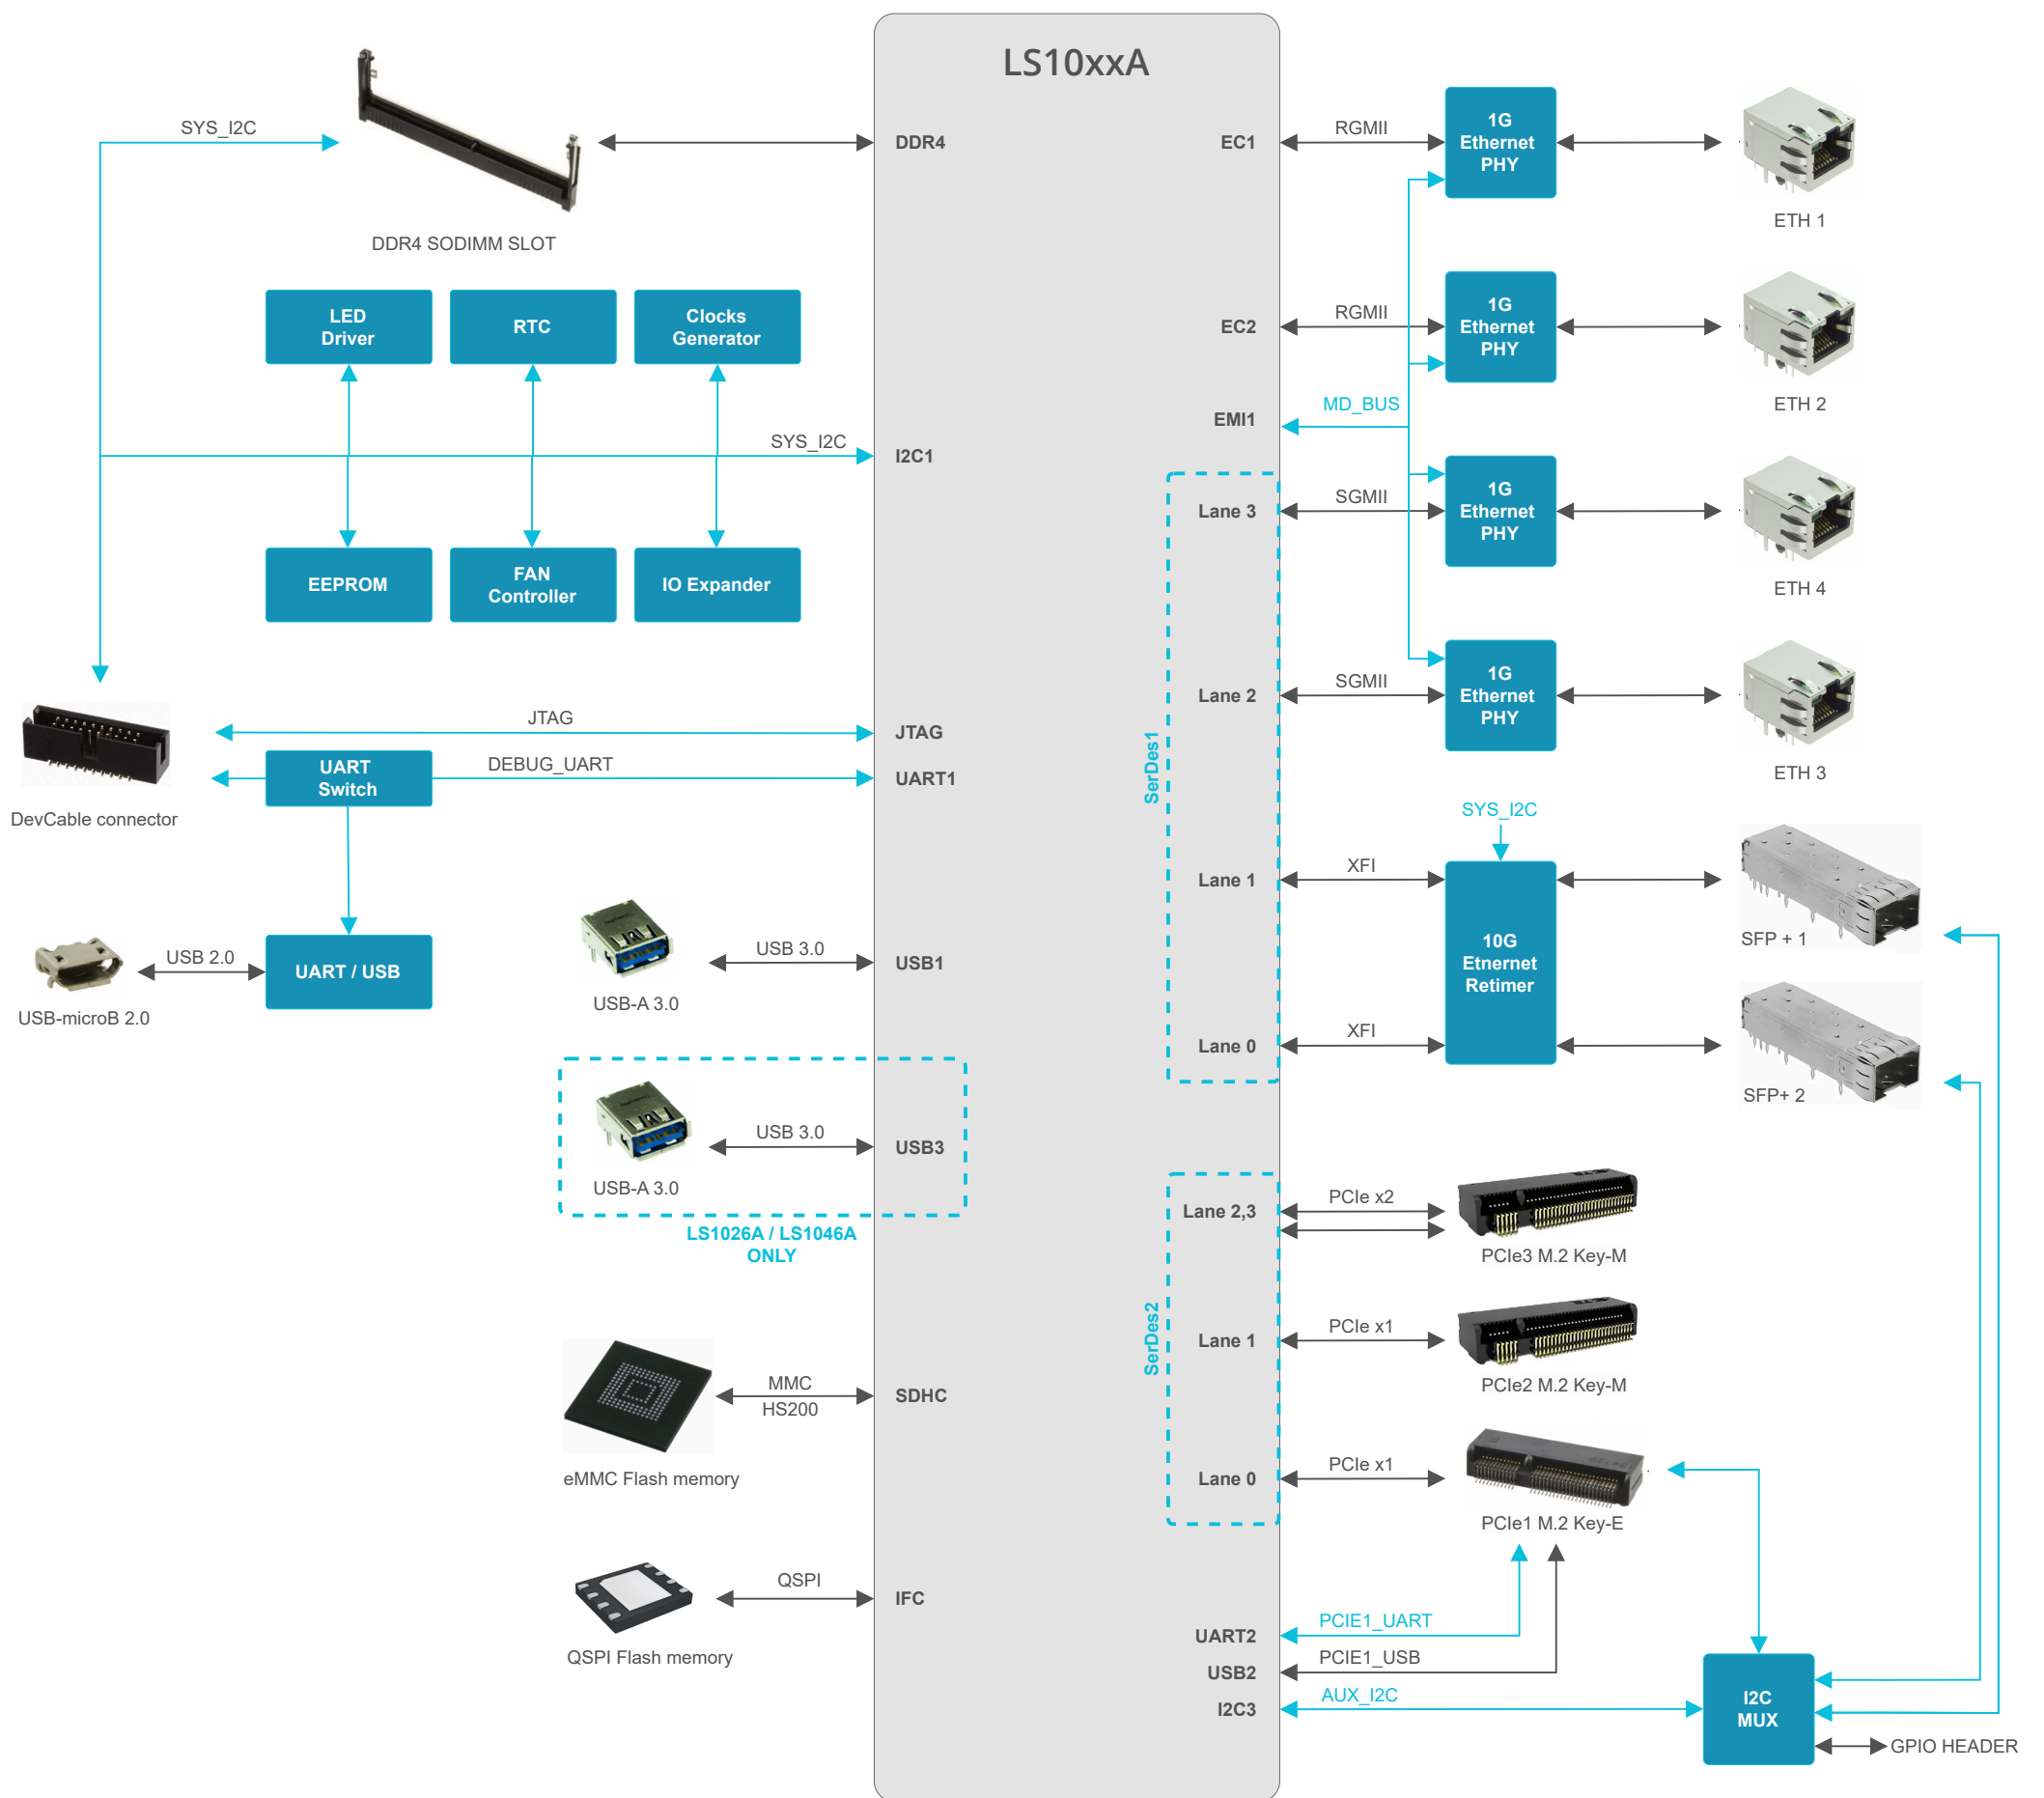 LS10xxA
SYS_I2C
DDR4 SODIMM SLOT
DDR4
LED
Driver
RTC
Clocks
Generator
SYS_I2C
I2C1
EEPROM
FAN
Controller
IO Expander
DevCable connector
JTAG
JTAG
UART
Switch
DEBUG_UART
UART1
USB-microB 2.0
USB 2.0
UART / USB
USB-A 3.0
USB 3.0
USB1
USB-A 3.0
USB 3.0
USB3
LS1026A / LS1046A
ONLY
eMMC Flash memory
MMC
HS200
SDHC
QSPI Flash memory
QSPI
IFC
EC1
RGMII
1G
Ethernet
PHY
ETH 1
EC2
RGMII
1G
Ethernet
PHY
ETH 2
EMI1
MD_BUS
SerDes1
Lane 3
SGMII
1G
Ethernet
PHY
ETH 4
Lane 2
SGMII
1G
Ethernet
PHY
ETH 3
SYS_I2C
Lane 1
XFI
10G
Etnernet
Retimer
SFP + 1
Lane 0
XFI
SFP+ 2
SerDes2
Lane 2,3
PCIe x2
PCIe3 M.2 Key-M
Lane 1
PCIe x1
PCIe2 M.2 Key-M
Lane 0
PCIe x1
PCIe1 M.2 Key-E
UART2
PCIE1_UART
USB2
PCIE1_USB
I2C3
AUX_I2C
I2C
MUX
GPIO HEADER